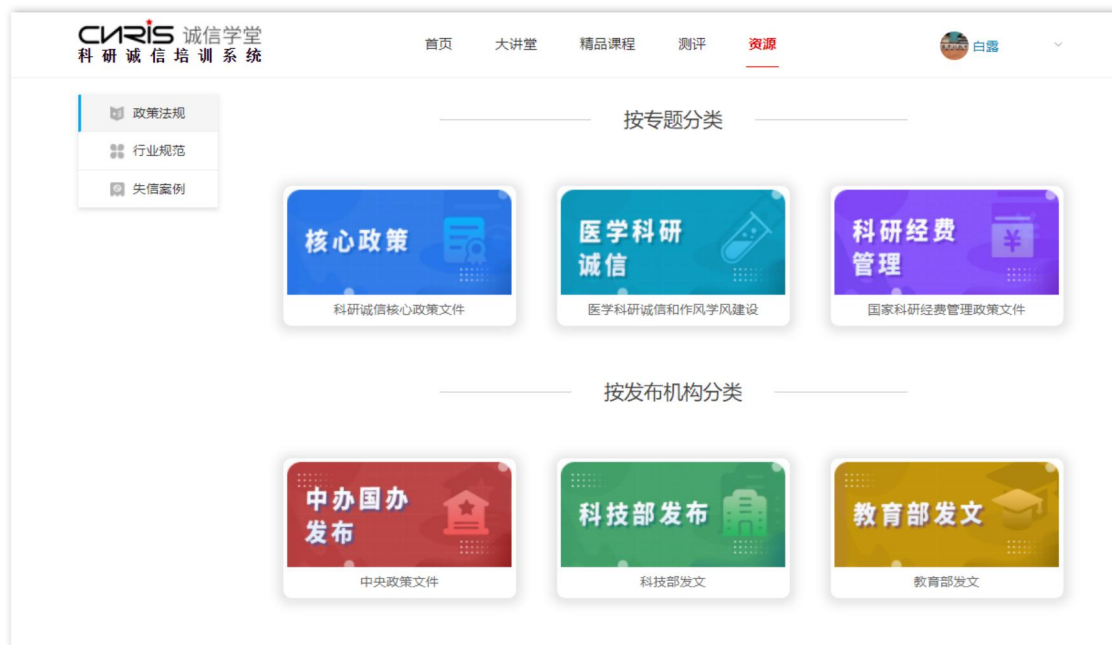 CNRIS 诚信学堂
科研诚信培训系统
首页 大讲堂 精品课程 测评 资源 白露
政策法规
行业规范
失信案例
按专题分类
核心政策
科研诚信核心政策文件
医学科研
诚信
医学科研诚信和作风学风建设
科研经费
管理
¥
国家科研经费管理政策文件
按发布机构分类
中办国办
发布
中央政策文件
科技部发布
科技部发文
教育部发文
教育部发文